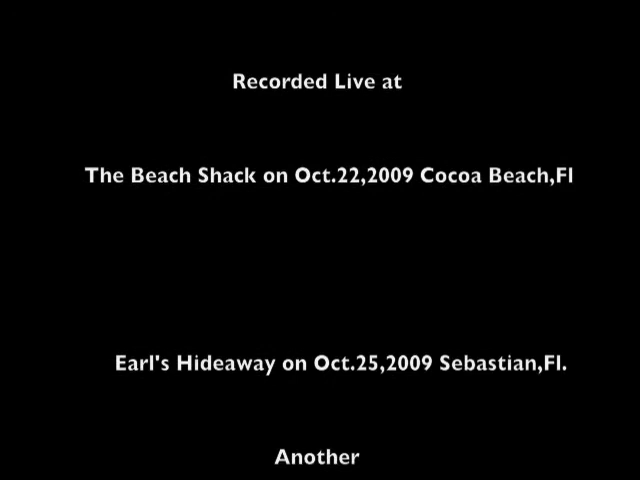 Recorded Live at
The Beach Shack on Oct.22,2009 Cocoa Beach,Fl
Earl's Hideaway on Oct.25,2009 Sebastian,Fl.
Another